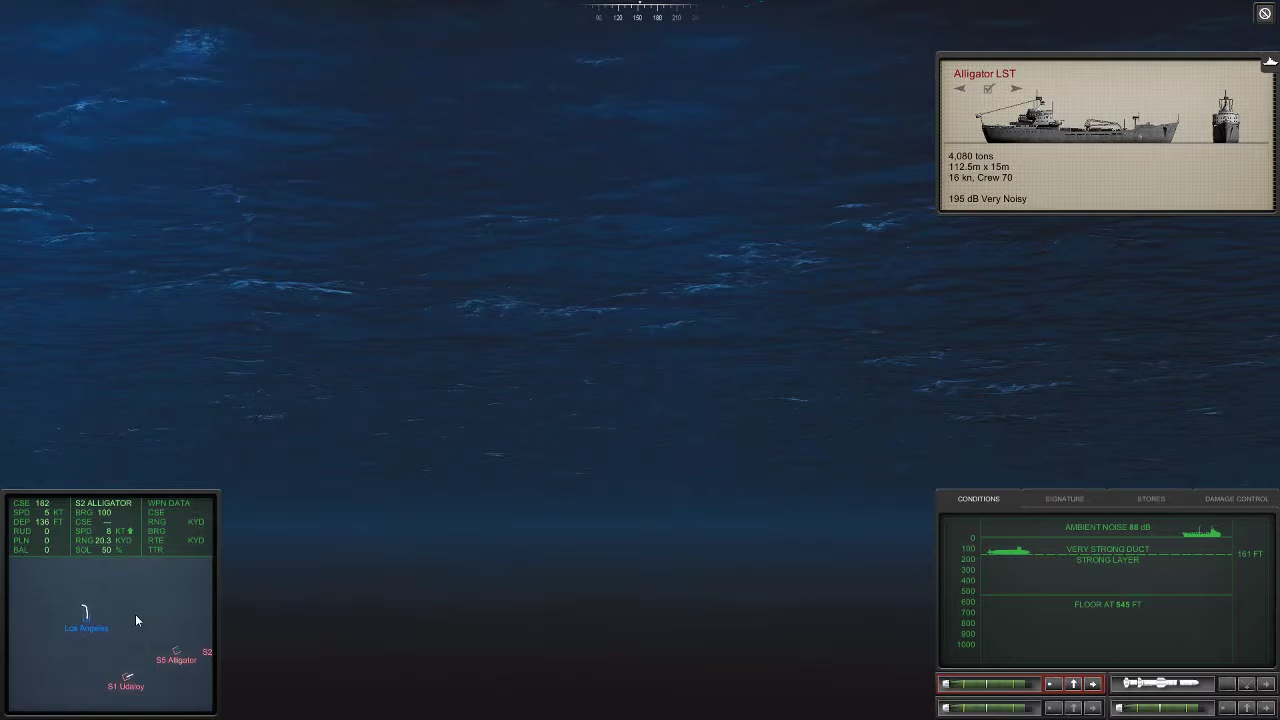 90 120 150 180 210
Alligator LST
4,080 tons
112.5m x 15m
16 kn, Crew 70
195 dB Very Noisy
CSE 182 S2 ALLIGATOR WPN DATA
SPD 5 KT BRG 100 CSE
DEP 136 FT CSE --- RNG KYD
RUD 0 SPD 8 KT BRG
PLN 0 RNG 20.3 KYD RTE KYD
BAL 0 SOL 50 % TTR
Los Angeles
S2
S5 Alligator
S1 Udaloy
CONDITIONS SIGNATURE STORES DAMAGE CONTROL
AMBIENT NOISE 88 dB
0
100 VERY STRONG DUCT
161 FT
200 STRONG LAYER
300
400
500
600 FLOOR AT 545 FT
700
800
900
1000